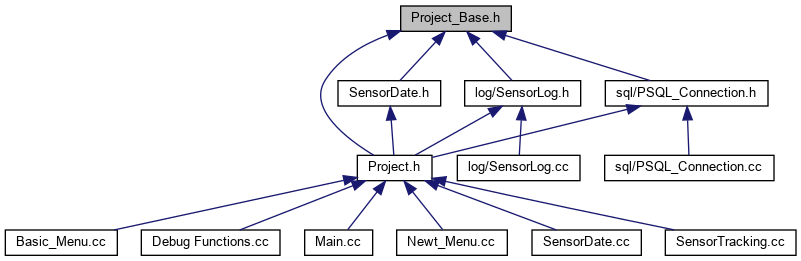 Project_Base.h
SensorDate.h
log/SensorLog.h
sql/PSQL_Connection.h
Project.h
log/SensorLog.cc
sql/PSQL_Connection.cc
Basic_Menu.cc
Debug Functions.cc
Main.cc
Newt_Menu.cc
SensorDate.cc
SensorTracking.cc